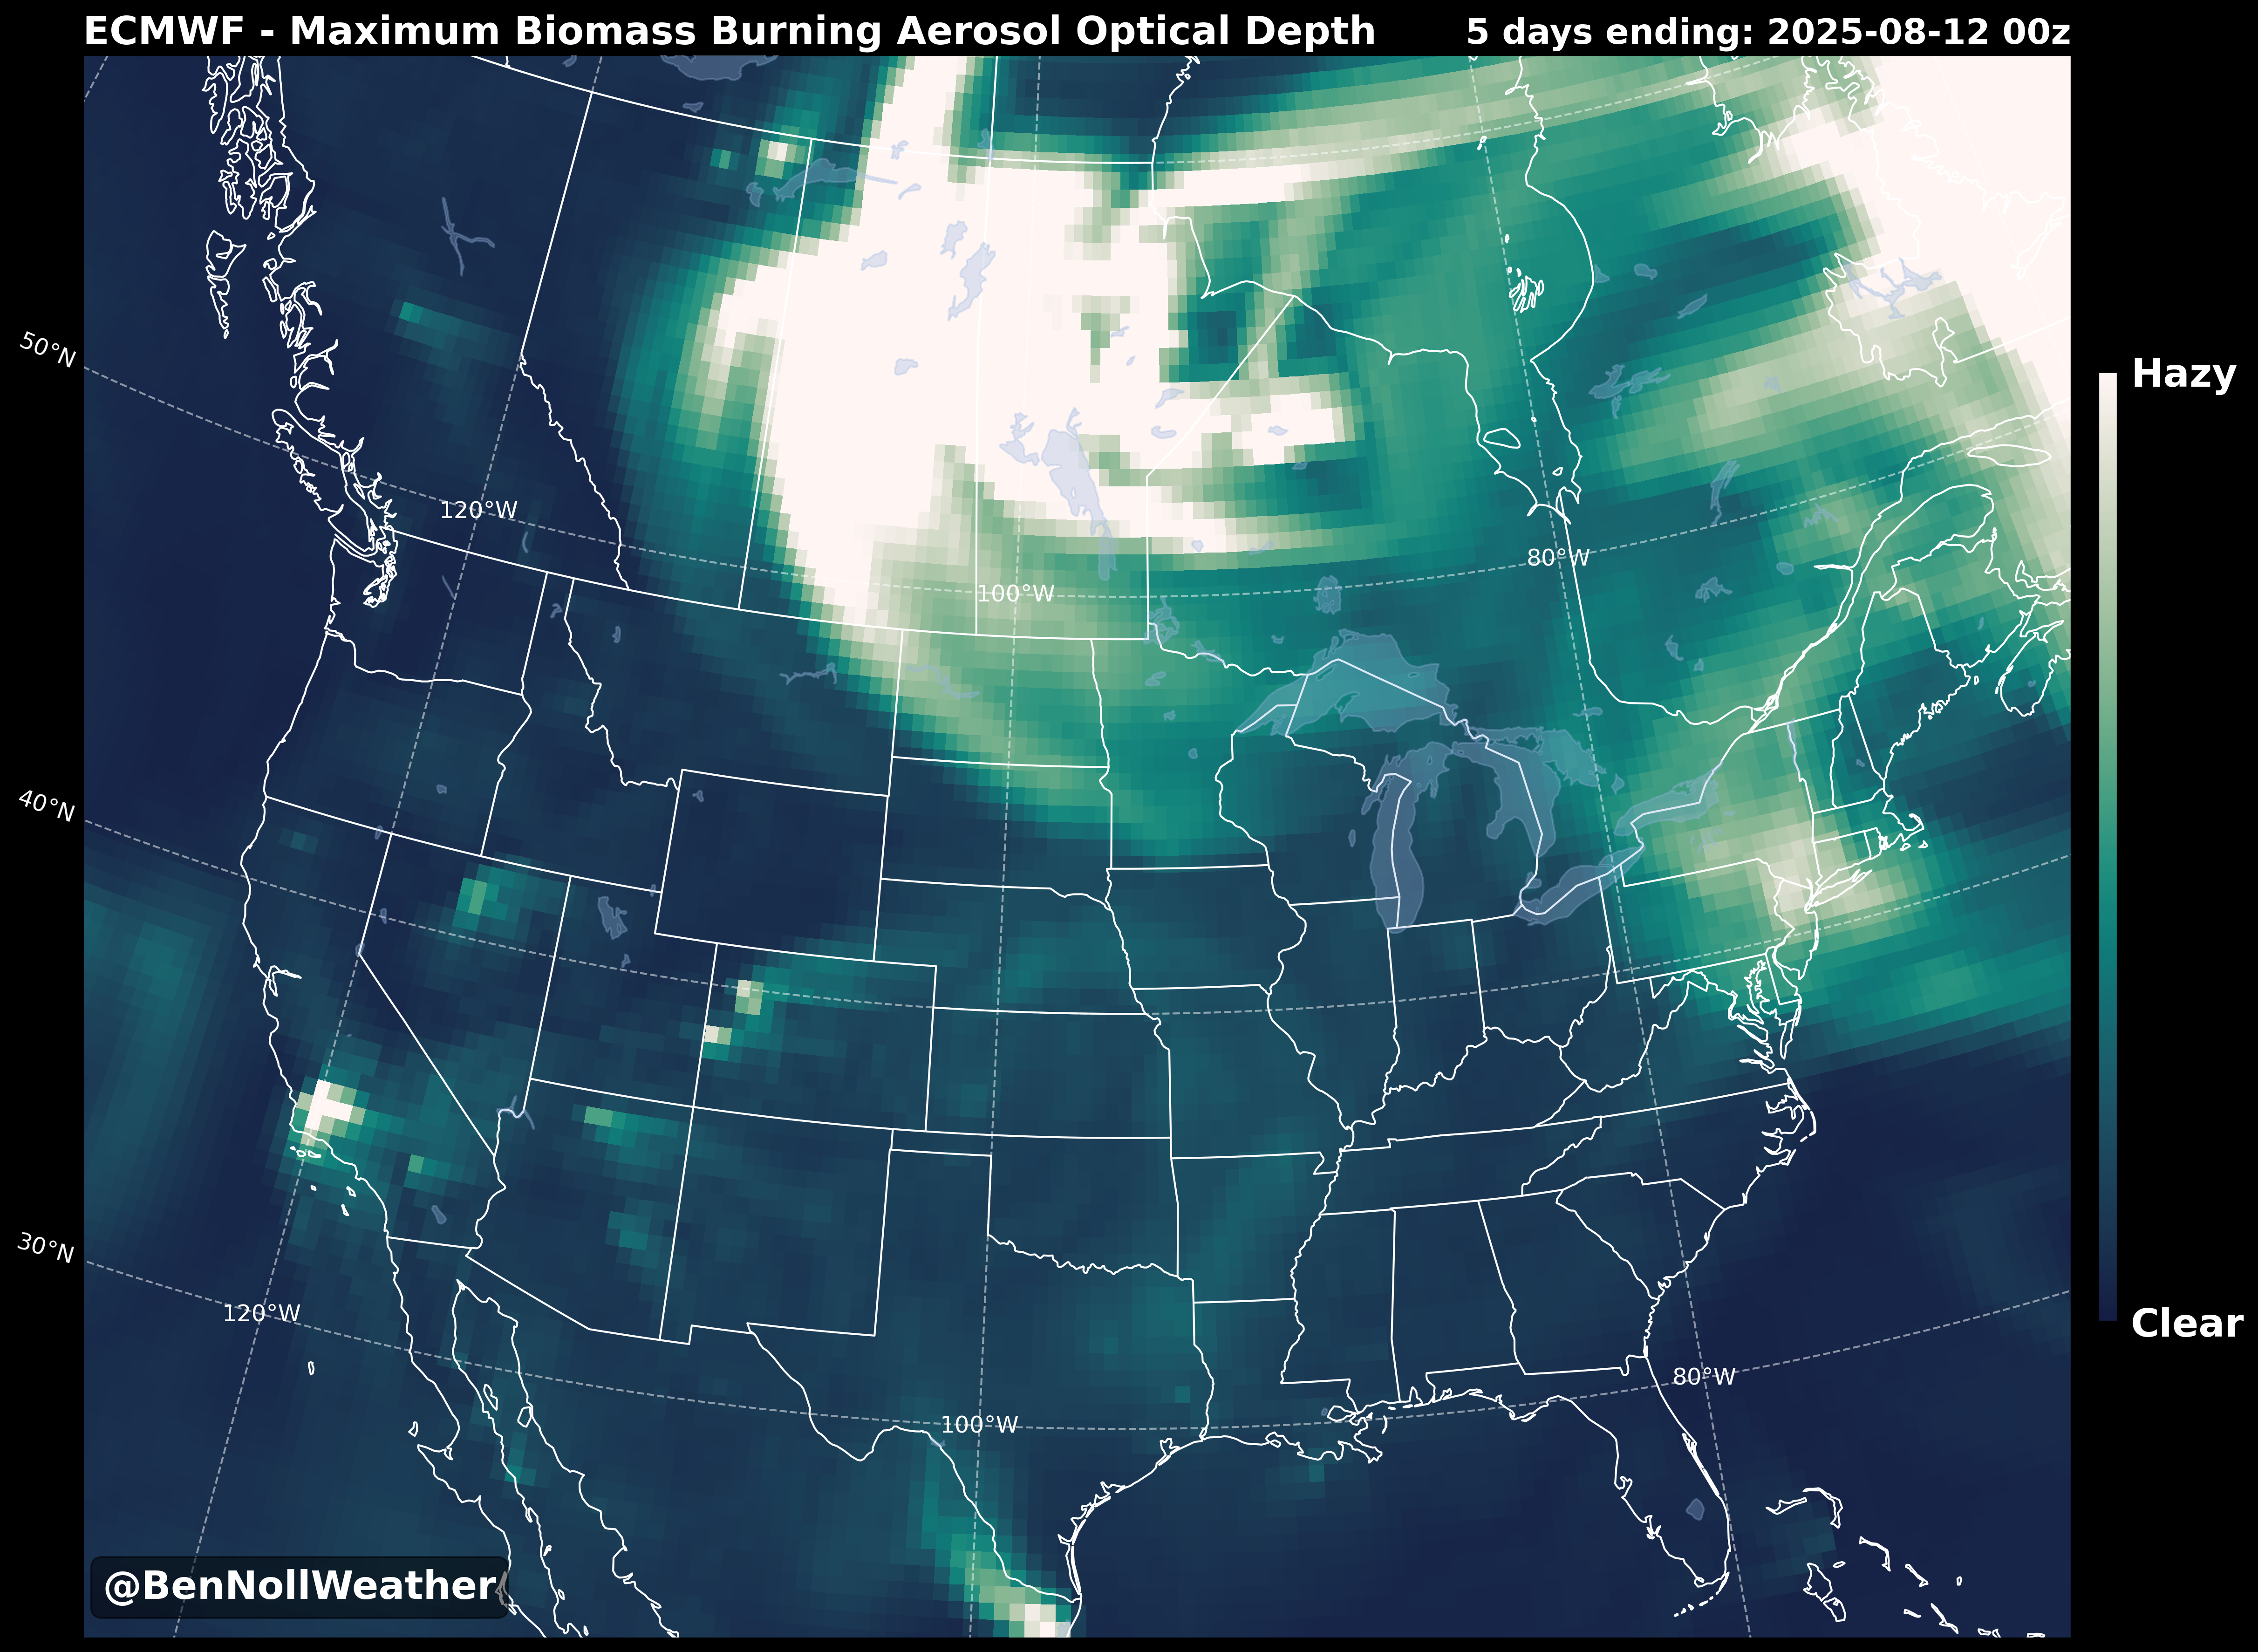 ECMWF - Maximum Biomass Burning Aerosol Optical Depth
5 days ending: 2025-08-12 00z
50°N
Hazy
120°W
80°W
100°W
40°N
30°N
120°W
Clear
80°W
100°W
@BenNollWeather